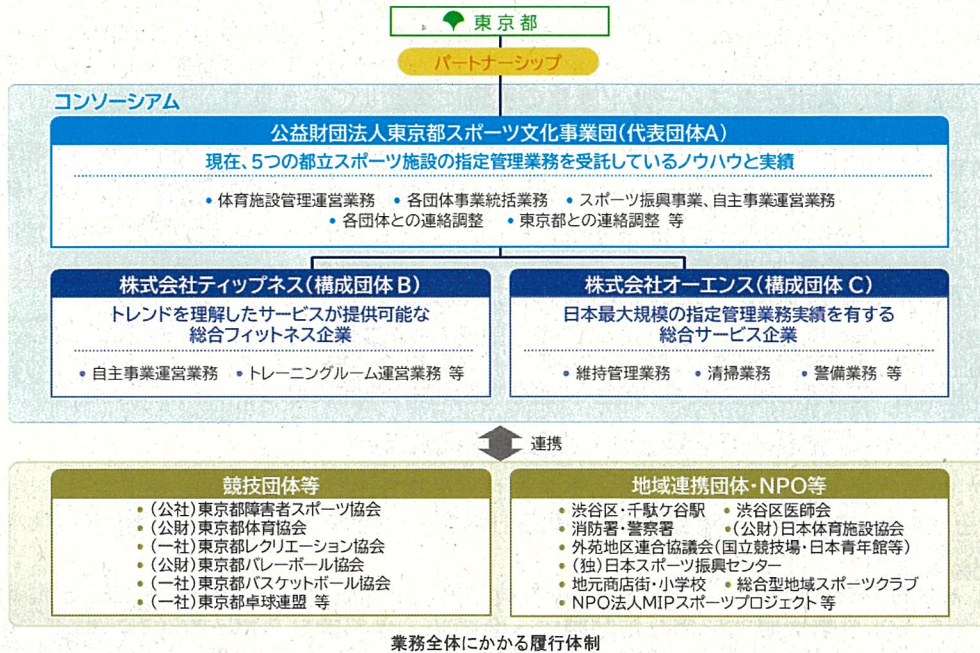 東京都
パートナーシップ
コンソーシアム
公益財団法人東京都スポーツ文化事業団(代表団体A)
現在、5つの都立スポーツ施設の指定管理業務を受託しているノウハウと実績
• 体育施設管理運営業務 • 各団体事業統括業務 • スポーツ振興事業、自主事業運営業務
• 各団体との連絡調整 • 東京都との連絡調整 等
株式会社ティップネス(構成団体 B)
トレンドを理解したサービスが提供可能な
総合フィットネス企業
• 自主事業運営業務 • トレーニングルーム運営業務 等
株式会社オーエンス(構成団体 C)
日本最大規模の指定管理業務実績を有する
総合サービス企業
• 維持管理業務 • 清掃業務 • 警備業務 等
連携
競技団体等
• (公社)東京都障害者スポーツ協会
• (公財)東京都体育協会
• (一社)東京都レクリエーション協会
• (公財)東京都バレーボール協会
• (一社)東京都バスケットボール協会
• (一社)東京都卓球連盟 等
地域連携団体・NPO等
• 渋谷区・千駄ケ谷駅 • 渋谷区医師会
• 消防署・警察署 • (公財)日本体育施設協会
• 外苑地区連合協議会(国立競技場・日本青年館等)
• (独)日本スポーツ振興センター
• 地元商店街・小学校 • 総合型地域スポーツクラブ
• NPO法人MIPスポーツプロジェクト 等
業務全体にかかる履行体制